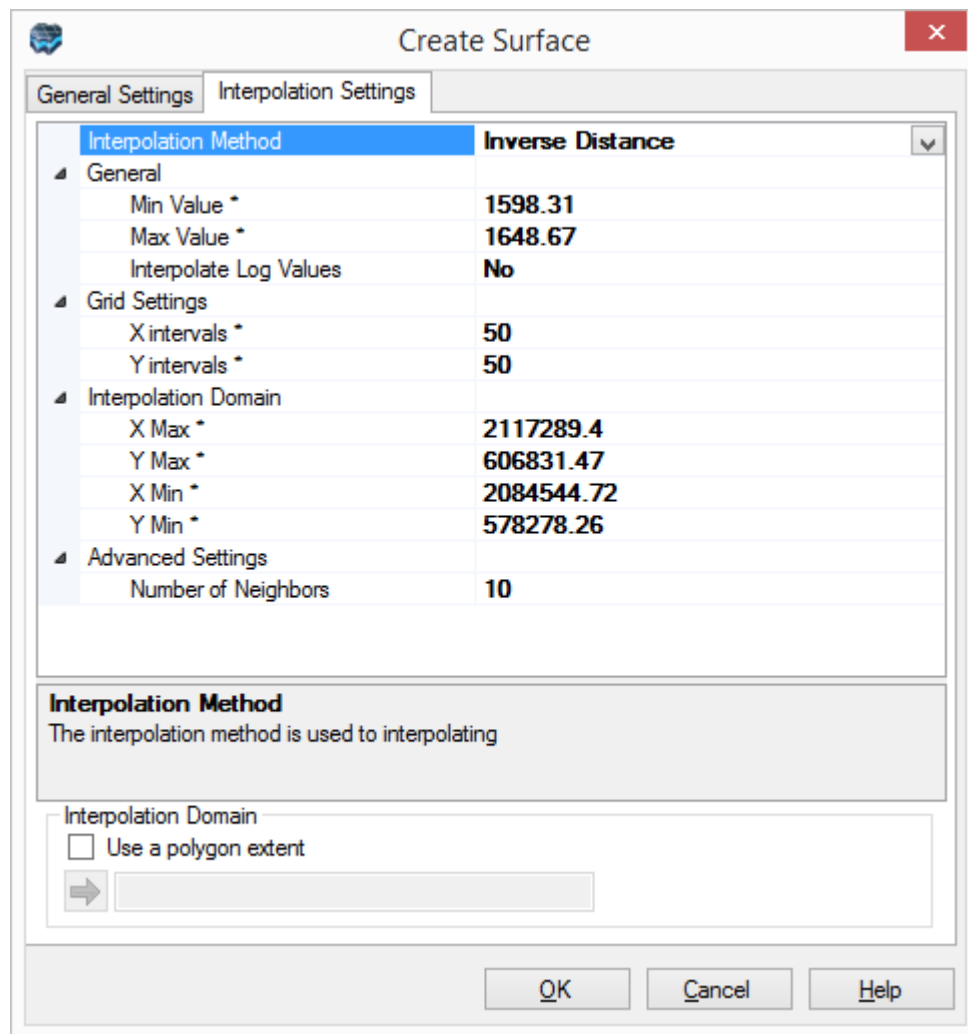 Create Surface
General Settings Interpolation Settings
Interpolation Method Inverse Distance
General
Min Value * 1598.31
Max Value * 1648.67
Interpolate Log Values No
Grid Settings
X intervals * 50
Y intervals * 50
Interpolation Domain
X Max * 2117289.4
Y Max * 606831.47
X Min * 2084544.72
Y Min * 578278.26
Advanced Settings
Number of Neighbors 10
Interpolation Method
The interpolation method is used to interpolating
Interpolation Domain
Use a polygon extent
OK Cancel Help